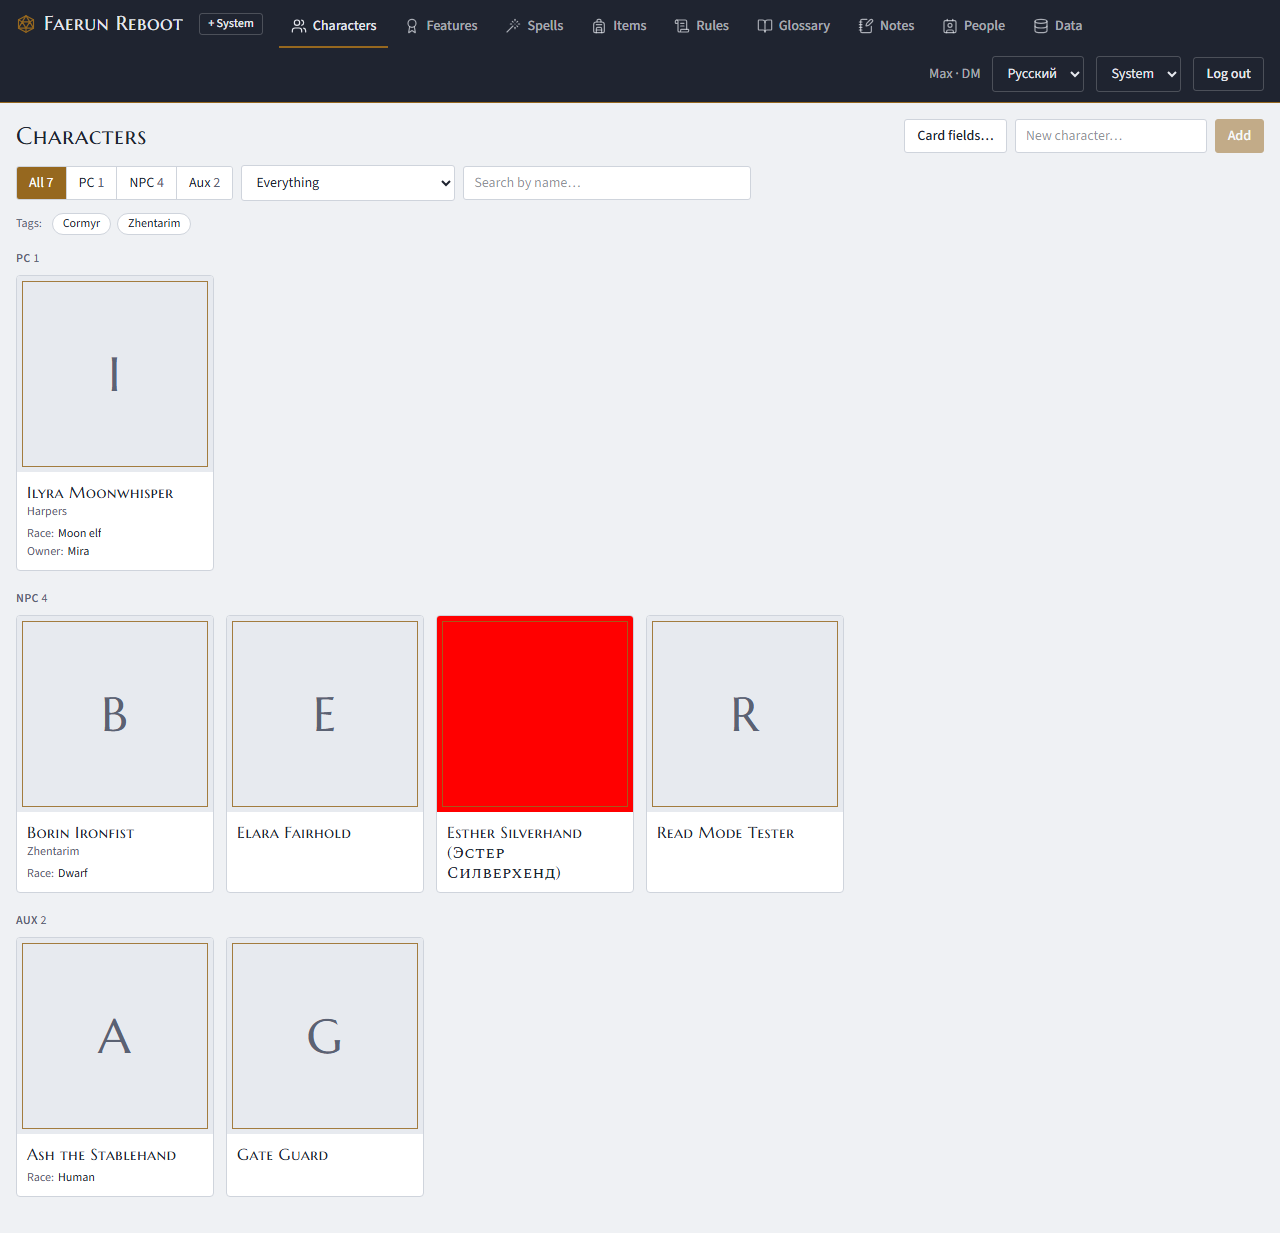 Faerun Reboot
+ System
Characters
Features
Spells
Items
Rules
Glossary
Notes
People
Data
Max · DM
Русский
System
Log out
Characters
Card fields…
New character…
Add
All 7
PC 1
NPC 4
Aux 2
Everything
Search by name…
Tags:
Cormyr
Zhentarim
PC 1
I
Ilyra Moonwhisper
Harpers
Race: Moon elf
Owner: Mira
NPC 4
B
E
R
Borin Ironfist
Zhentarim
Race: Dwarf
Elara Fairhold
Esther Silverhand
(Эстер
Силверхенд)
Read Mode Tester
AUX 2
A
G
Ash the Stablehand
Race: Human
Gate Guard